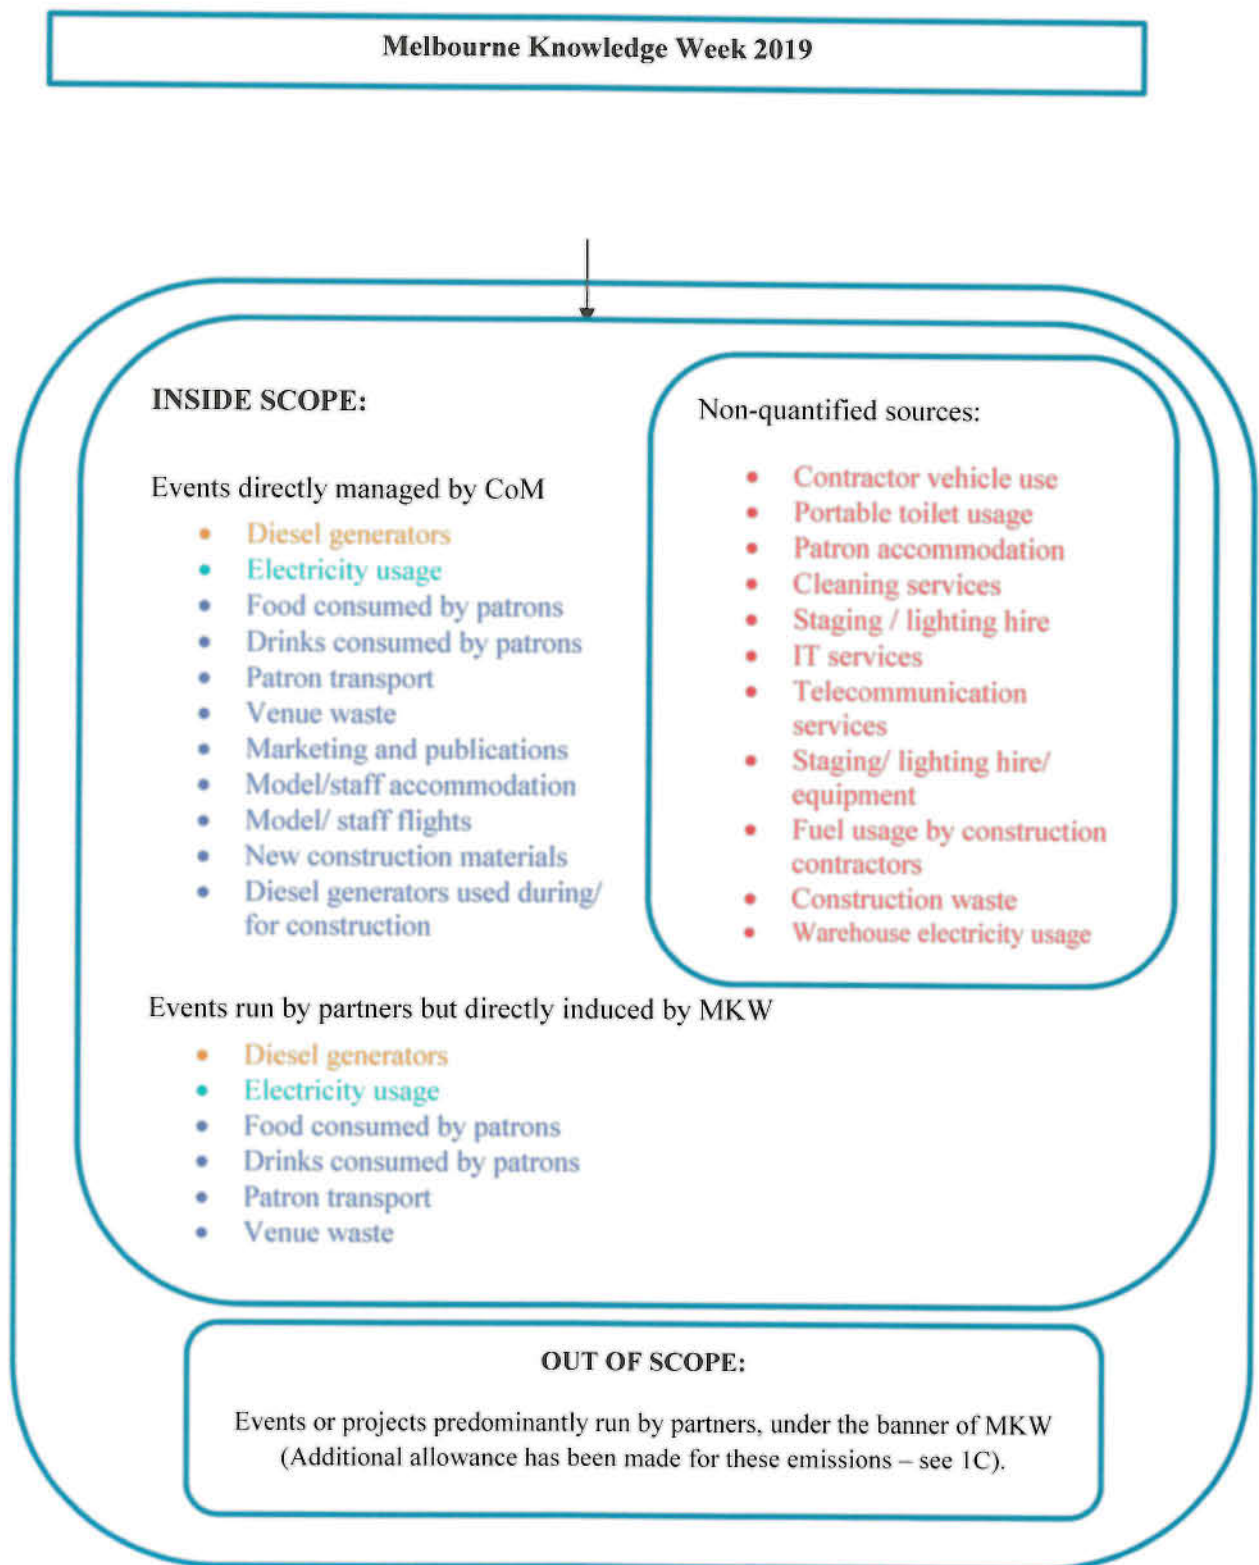 Melbourne Knowledge Week 2019
INSIDE SCOPE:
Events directly managed by CoM
• Diesel generators
• Electricity usage
• Food consumed by patrons
• Drinks consumed by patrons
• Patron transport
• Venue waste
• Marketing and publications
• Model/staff accommodation
• Model/ staff flights
• New construction materials
• Diesel generators used during/
for construction
Non-quantified sources:
• Contractor vehicle use
• Portable toilet usage
• Patron accommodation
• Cleaning services
• Staging / lighting hire
• IT services
• Telecommunication
services
• Staging/ lighting hire/
equipment
• Fuel usage by construction
contractors
• Construction waste
• Warehouse electricity usage
Events run by partners but directly induced by MKW
• Diesel generators
• Electricity usage
• Food consumed by patrons
• Drinks consumed by patrons
• Patron transport
• Venue waste
OUT OF SCOPE:
Events or projects predominantly run by partners, under the banner of MKW
(Additional allowance has been made for these emissions – see 1C).